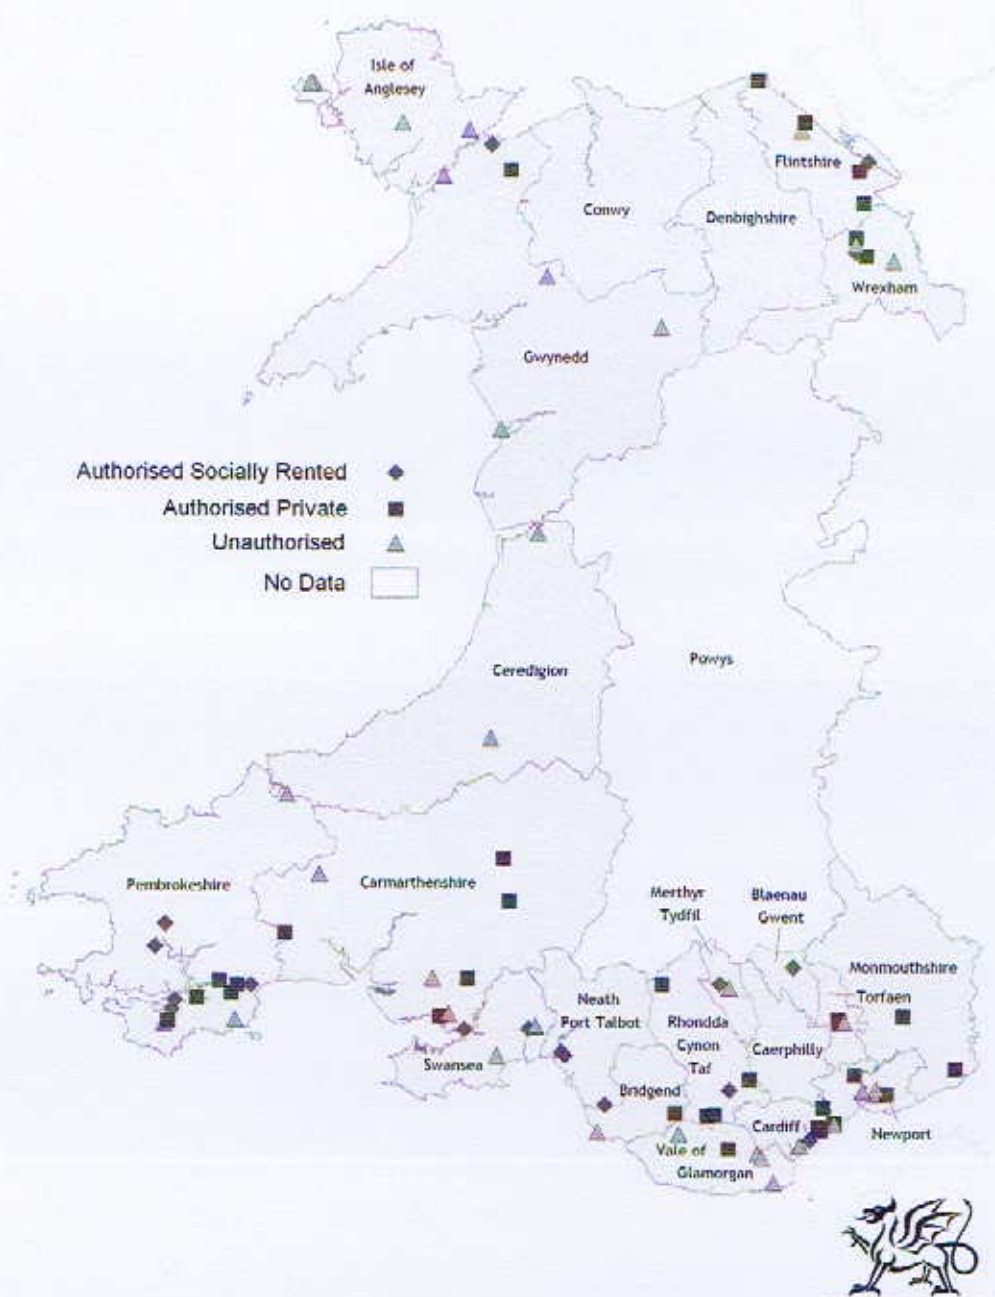 Isle of
Anglesey
Flintshire
Conwy
Denbighshire
Wrexham
Gwynedd
Authorised Socially Rented
Authorised Private
Unauthorised
No Data
Ceredigion
Powys
Pembrokeshire
Carmarthenshire
Merthyr
Tydfil
Blaenau
Gwent
Monmouthshire
Torfaen
Neath
Port Talbot
Rhondda
Cynon
Taf
Caerphilly
Swansea
Bridgend
Cardiff
Newport
Vale of
Glamorgan